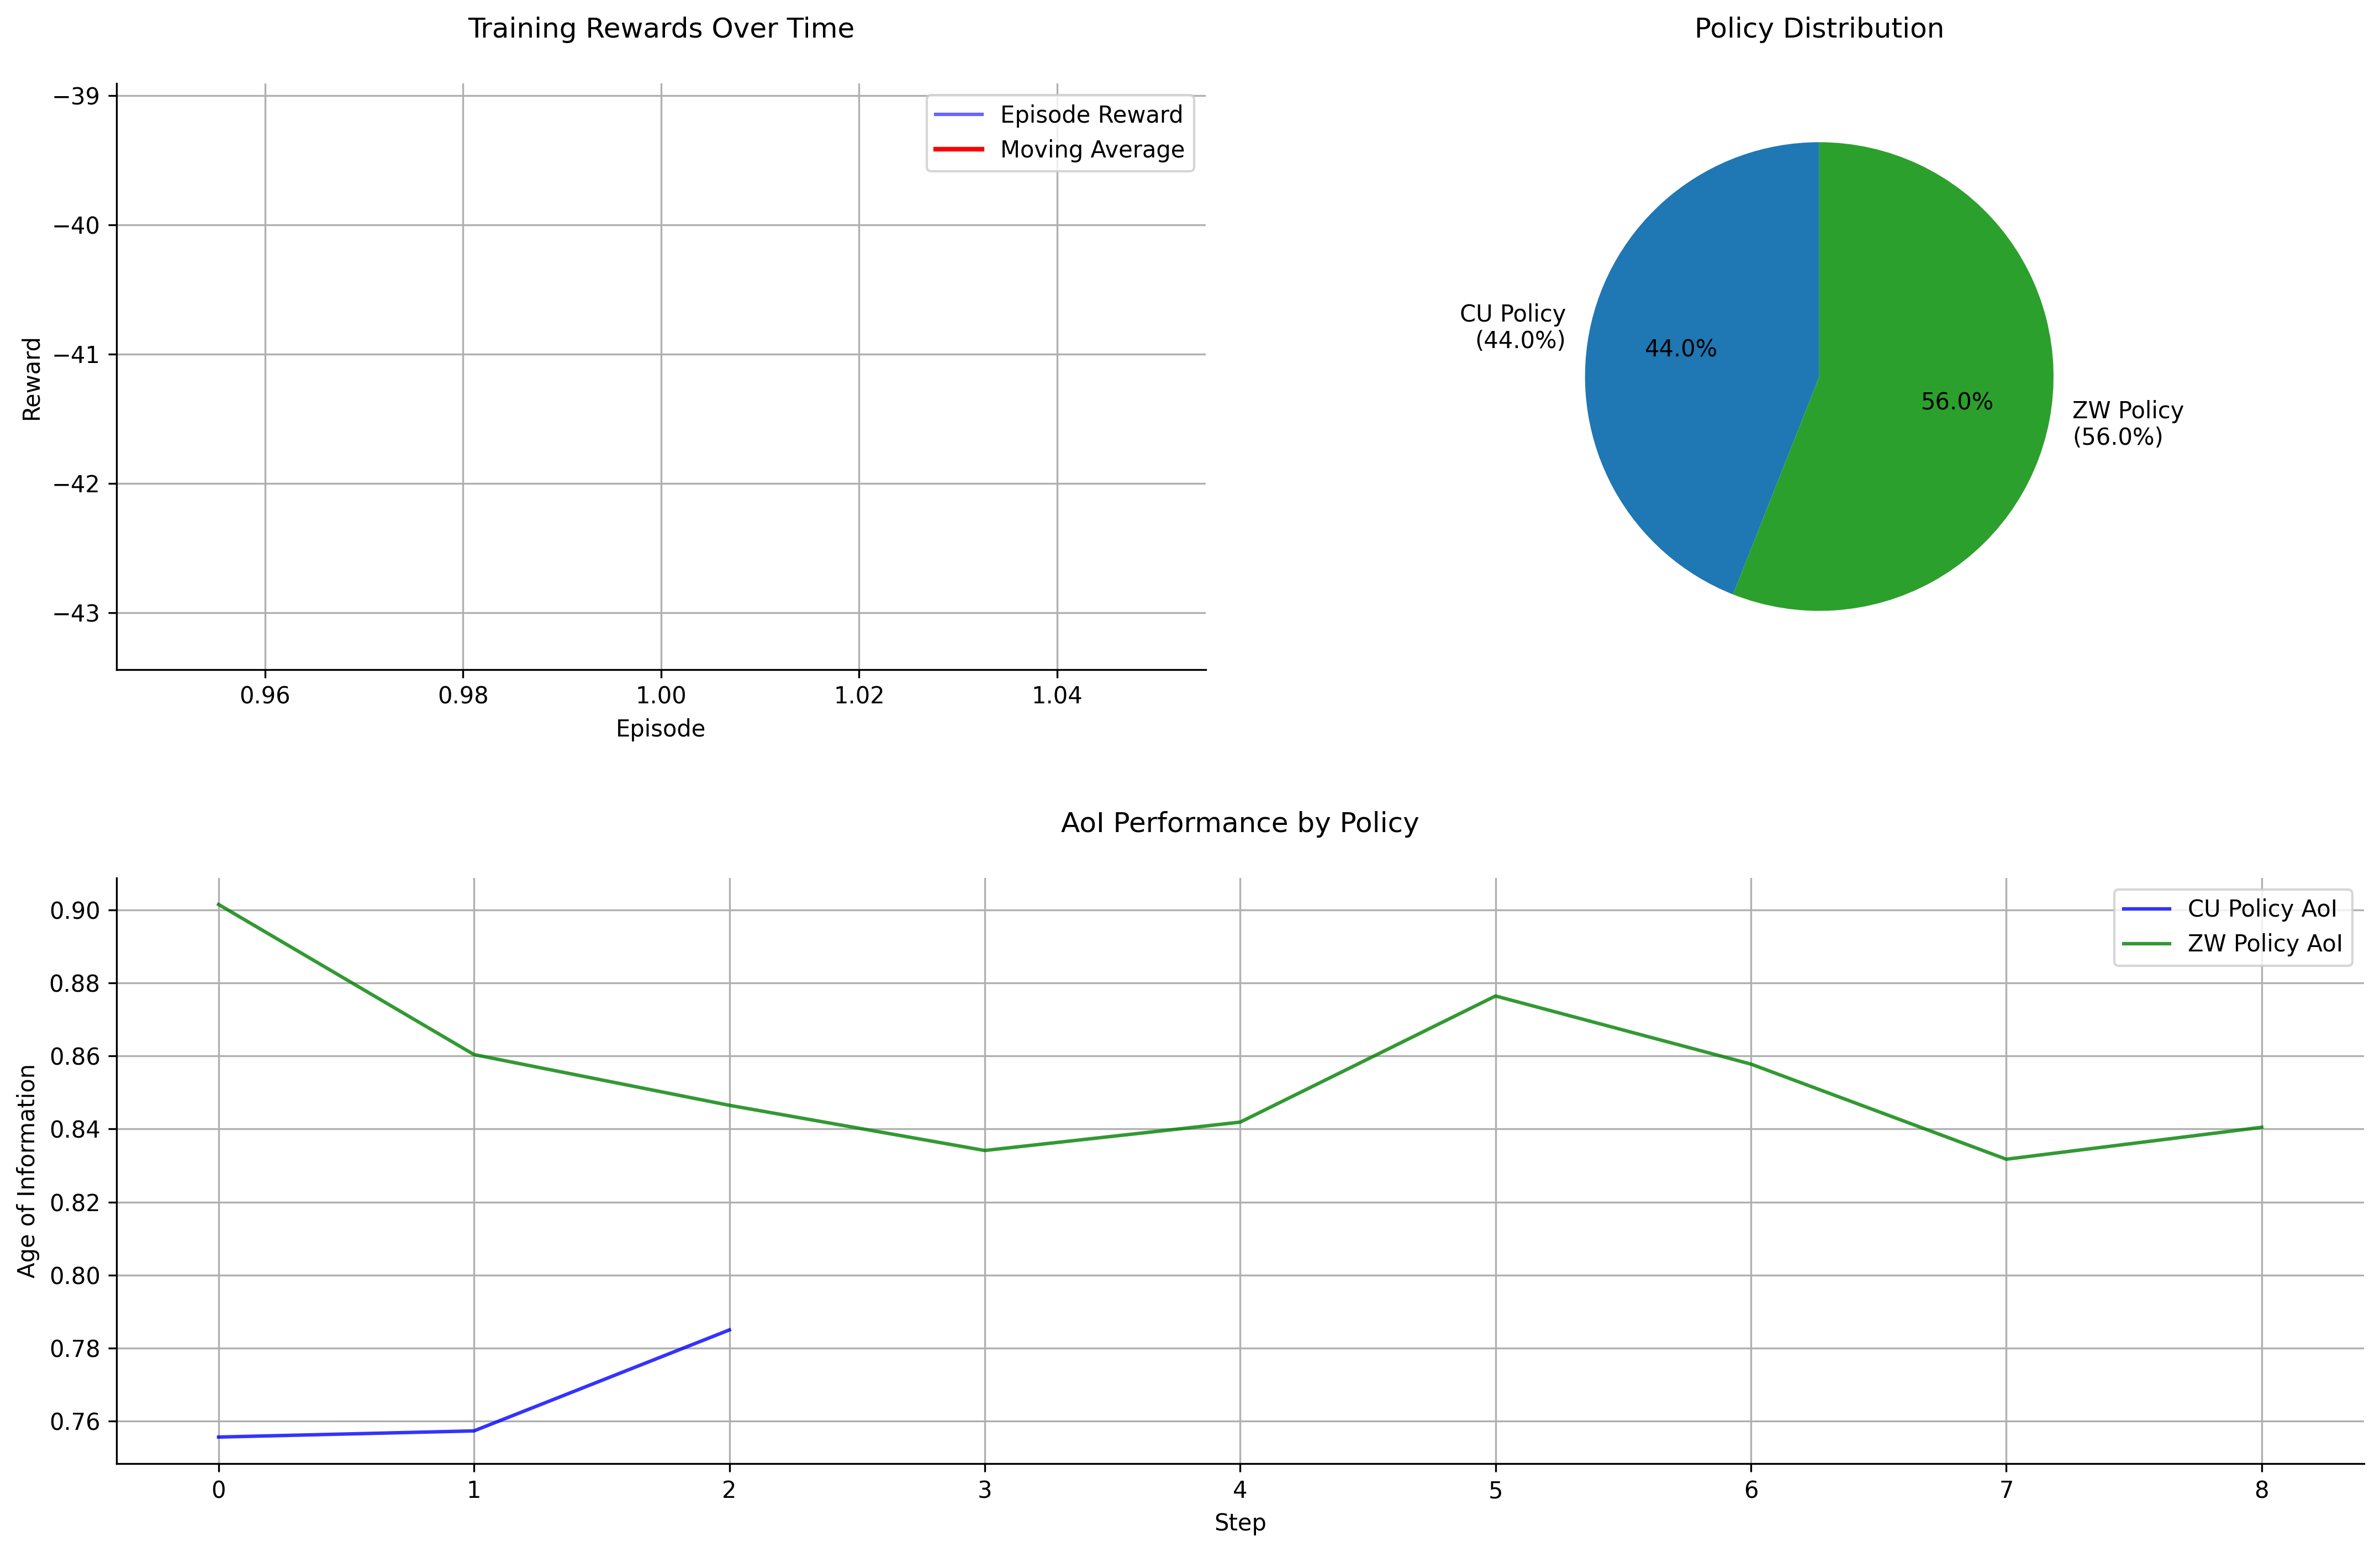 Training Rewards Over Time
−39
−40
−41
−42
−43
Reward
0.96
0.98
1.00
1.02
1.04
Episode
Episode Reward
Moving Average
Policy Distribution
CU Policy
(44.0%)
44.0%
56.0%
ZW Policy
(56.0%)
AoI Performance by Policy
0.90
0.88
0.86
0.84
0.82
0.80
0.78
0.76
Age of Information
0
1
2
3
4
5
6
7
8
Step
CU Policy AoI
ZW Policy AoI